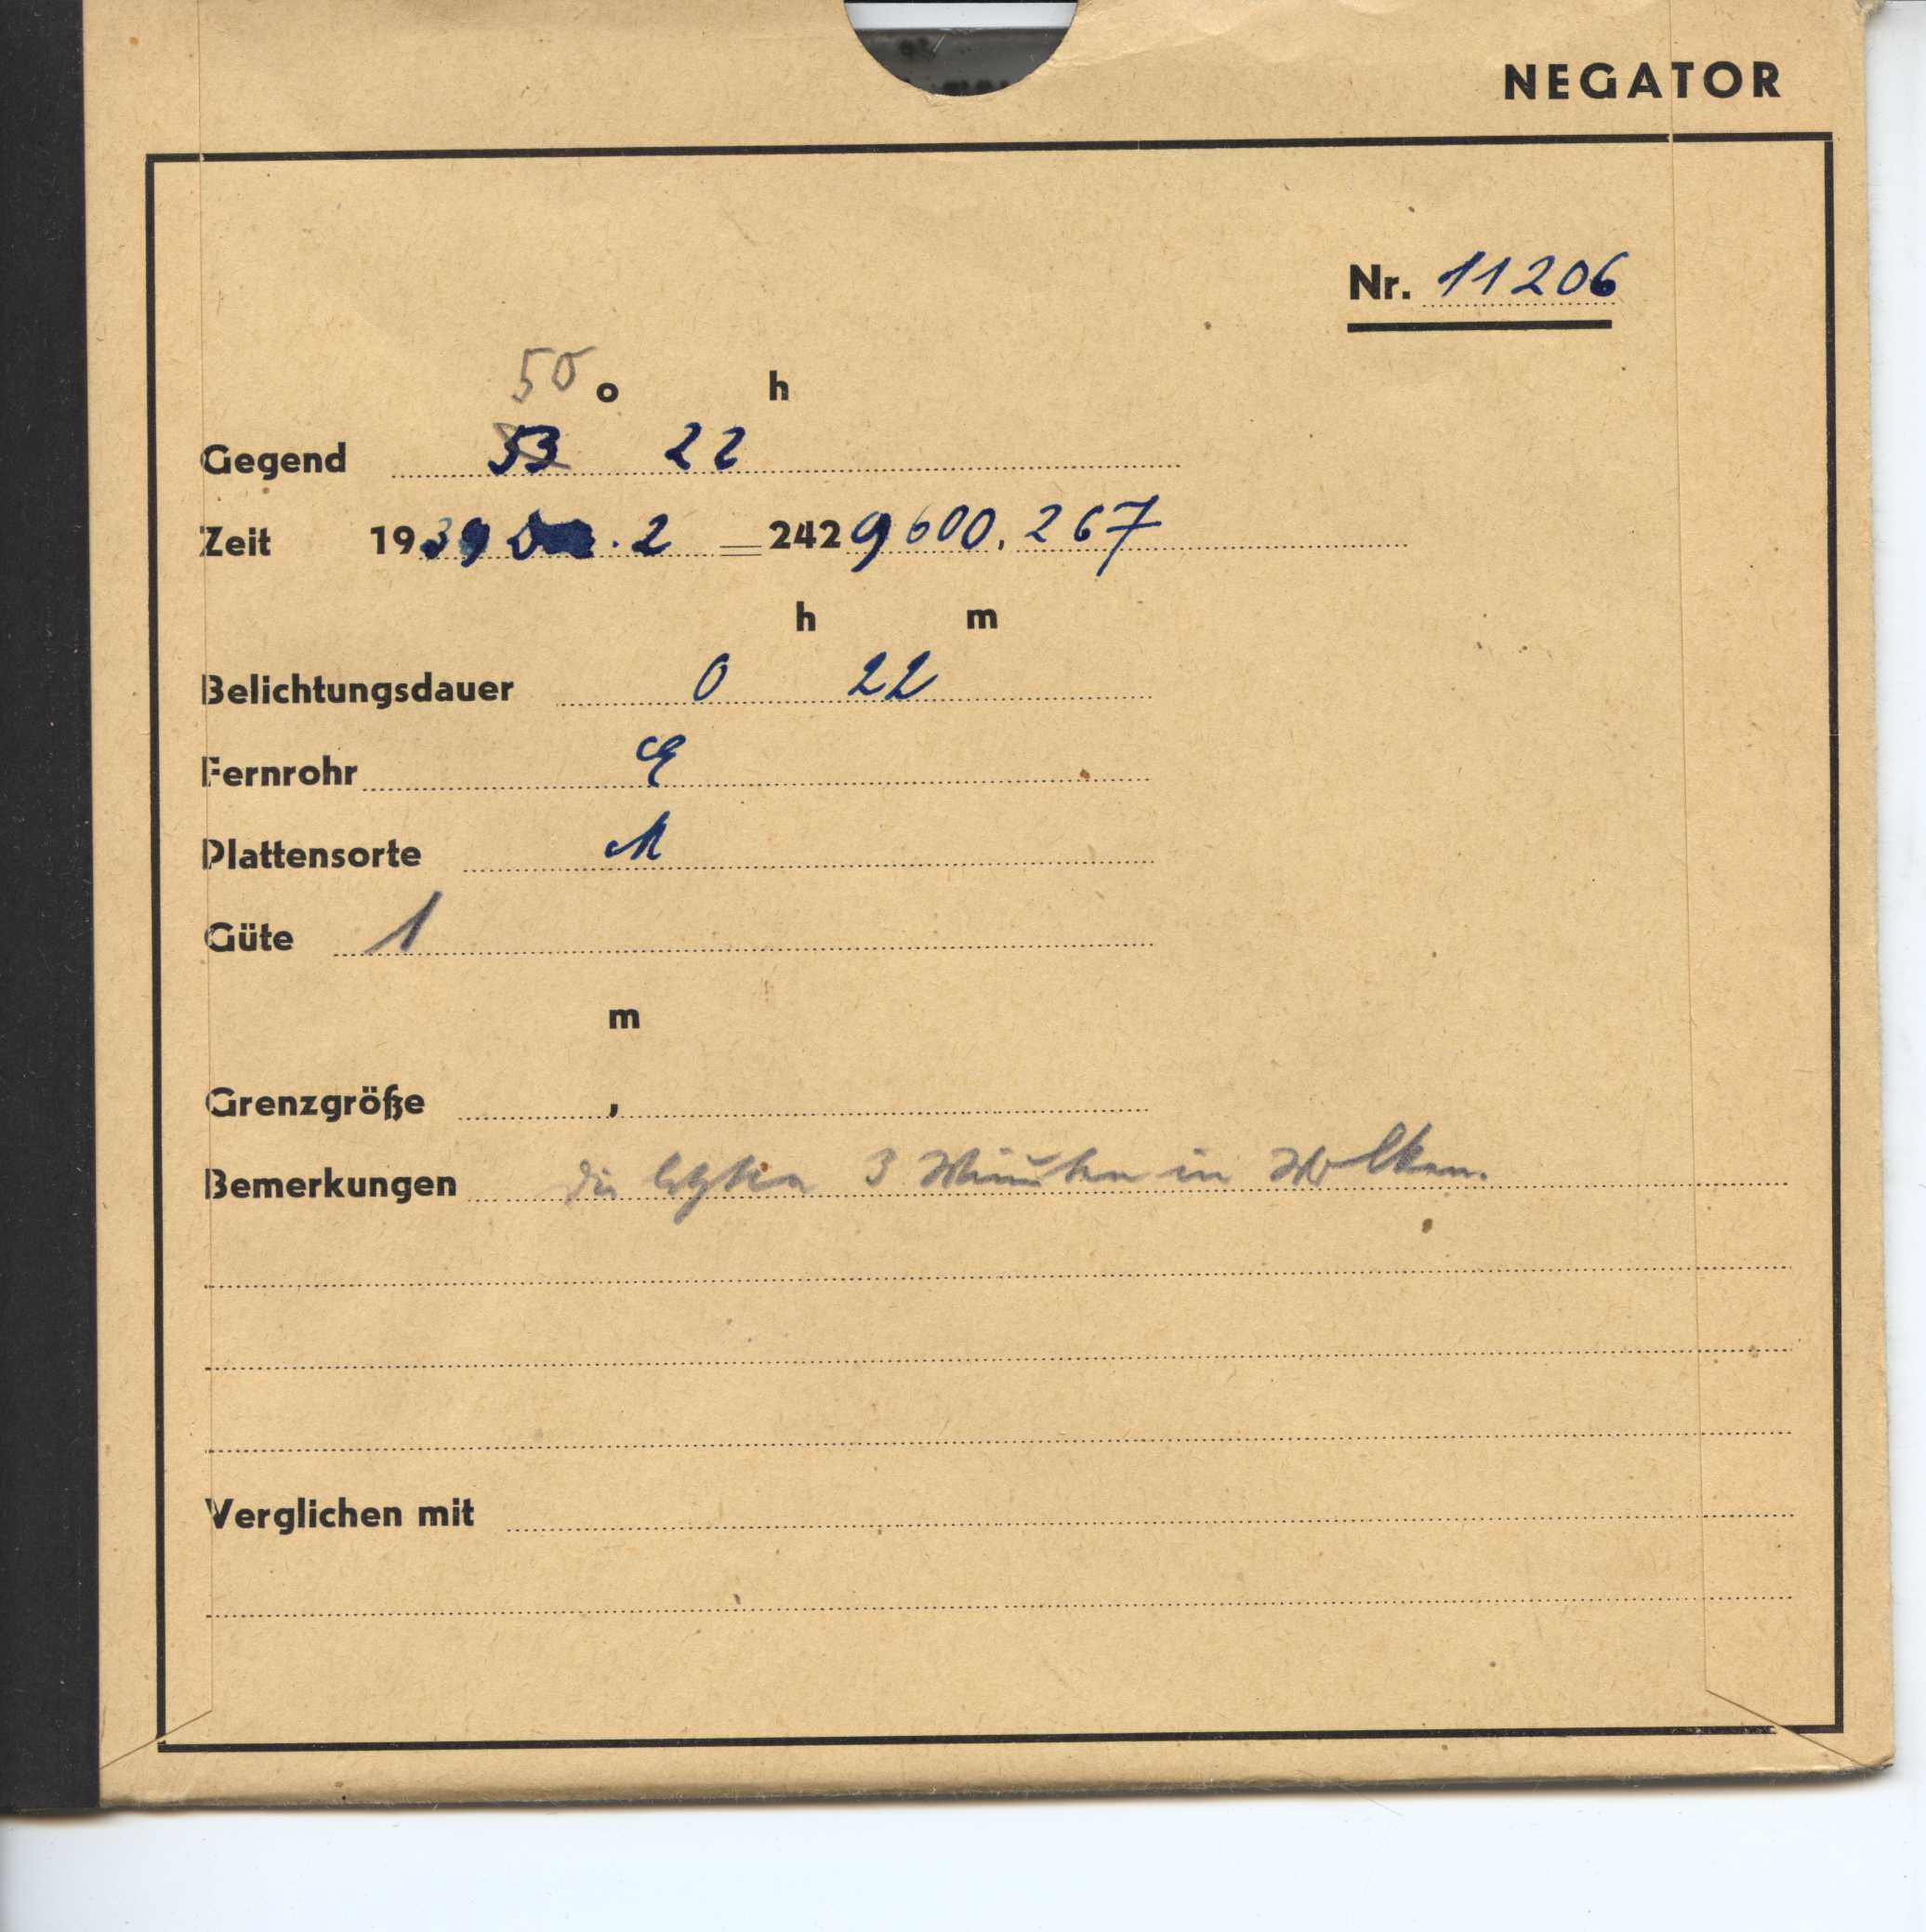 NEGATOR
Nr. 11206
50
o h
Gegend 53 22
Zeit 1939 . 2 = 2429600.267
h m
Belichtungsdauer 0 22
Fernrohr
Plattensorte M
Güte 1
m
Grenzgröße ,
Bemerkungen die letzten 3 Minuten in Wolken.
Verglichen mit